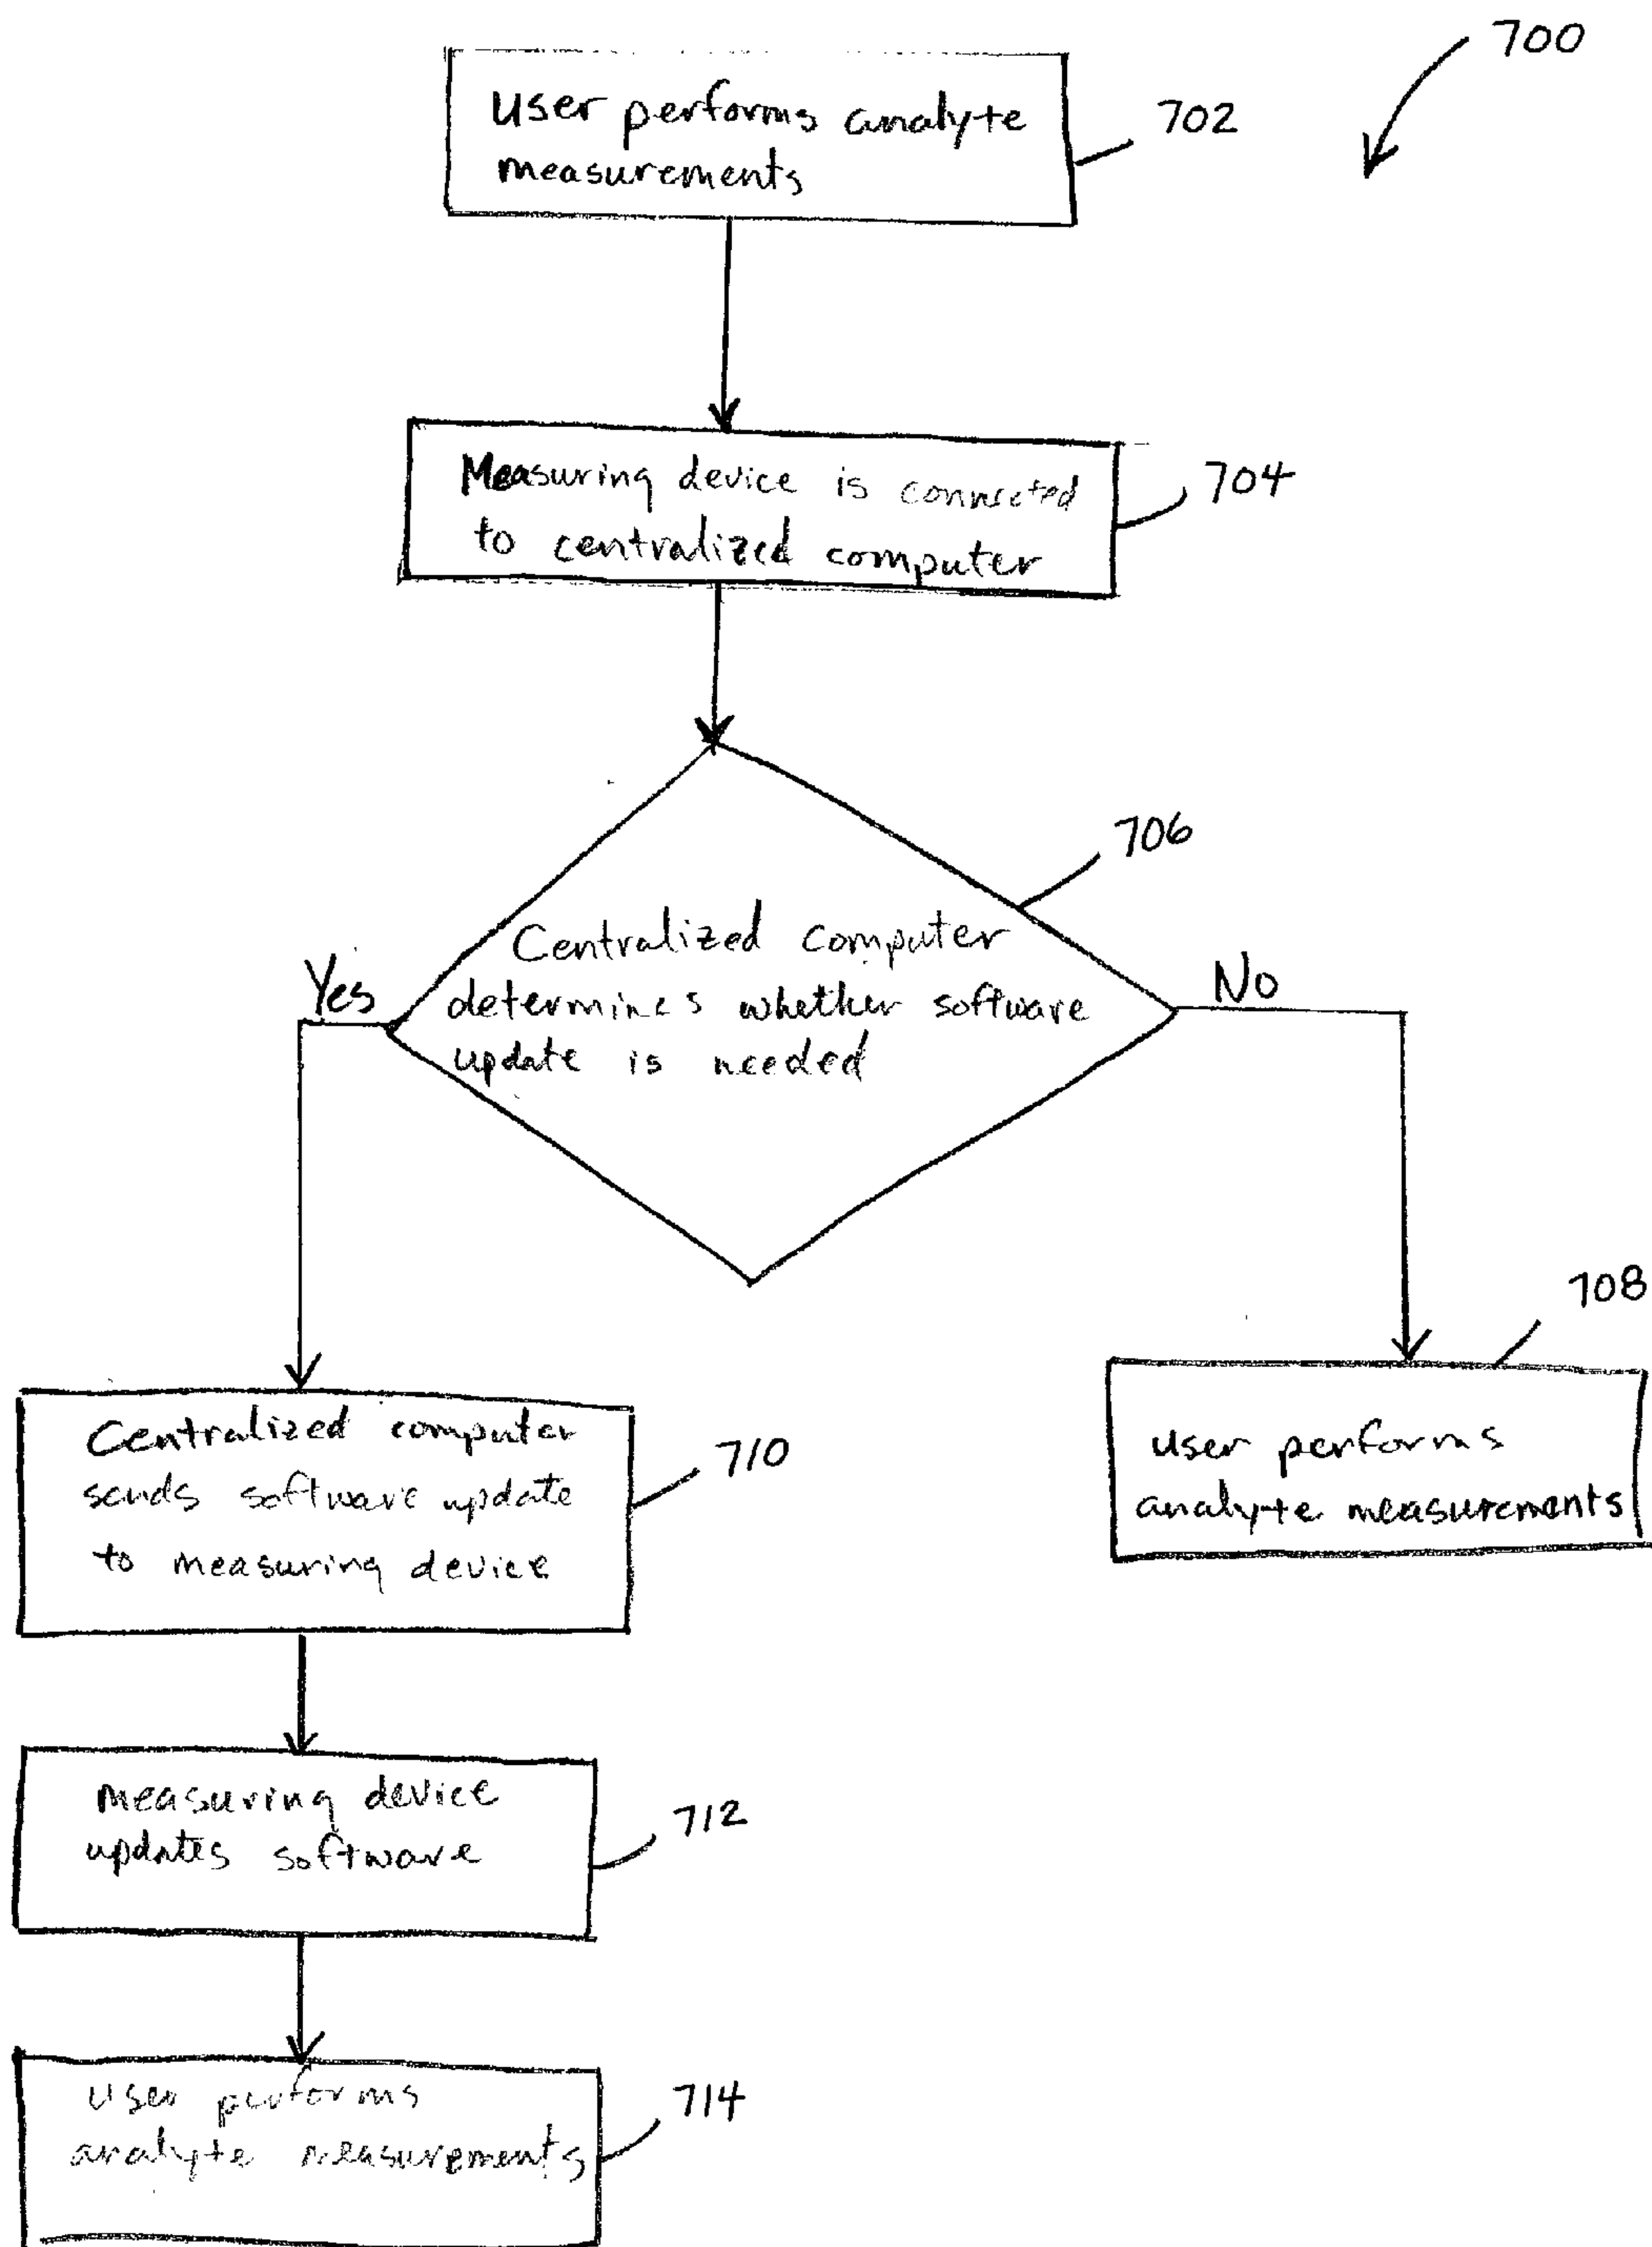 700
User performs analyte
measurements
702
Measuring device is connected
to centralized computer
704
706
Centralized computer
determines whether software
update is needed
Yes
No
708
User performs
analyte measurements
Centralized computer
sends software update
to measuring device
710
Measuring device
updates software
712
User performs
analyte measurements
714